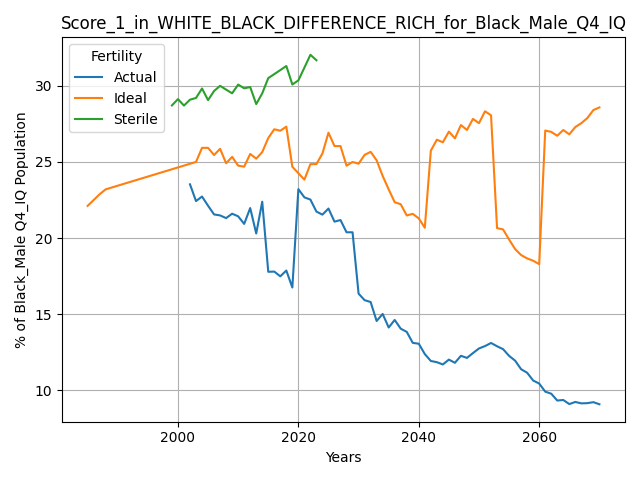 Score_1_in_WHITE_BLACK_DIFFERENCE_RICH_for_Black_Male_Q4_IQ
Fertility
Actual
Ideal
Sterile
% of Black_Male Q4_IQ Population
30
25
20
15
10
2000
2020
2040
2060
Years